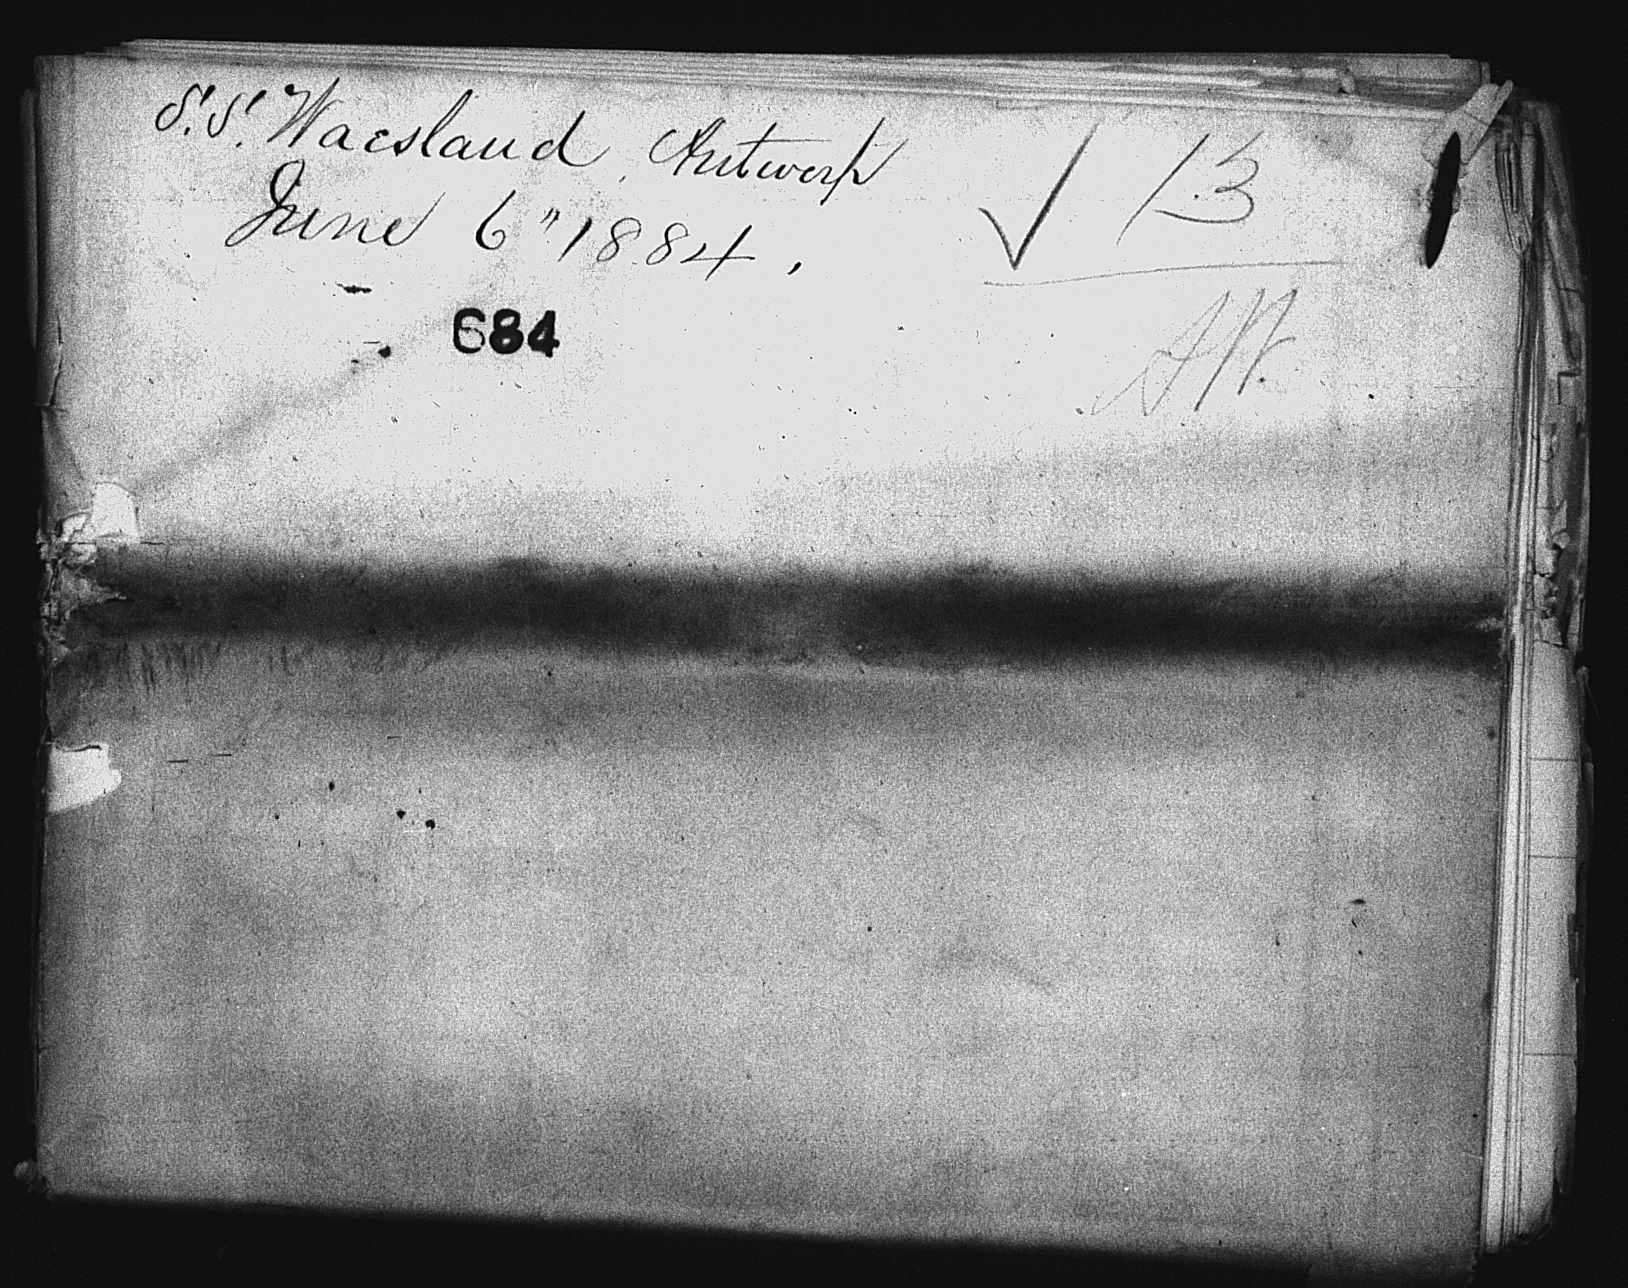 S.S. Waesland, Antwerp
June 6" 1884.
√ 13
684